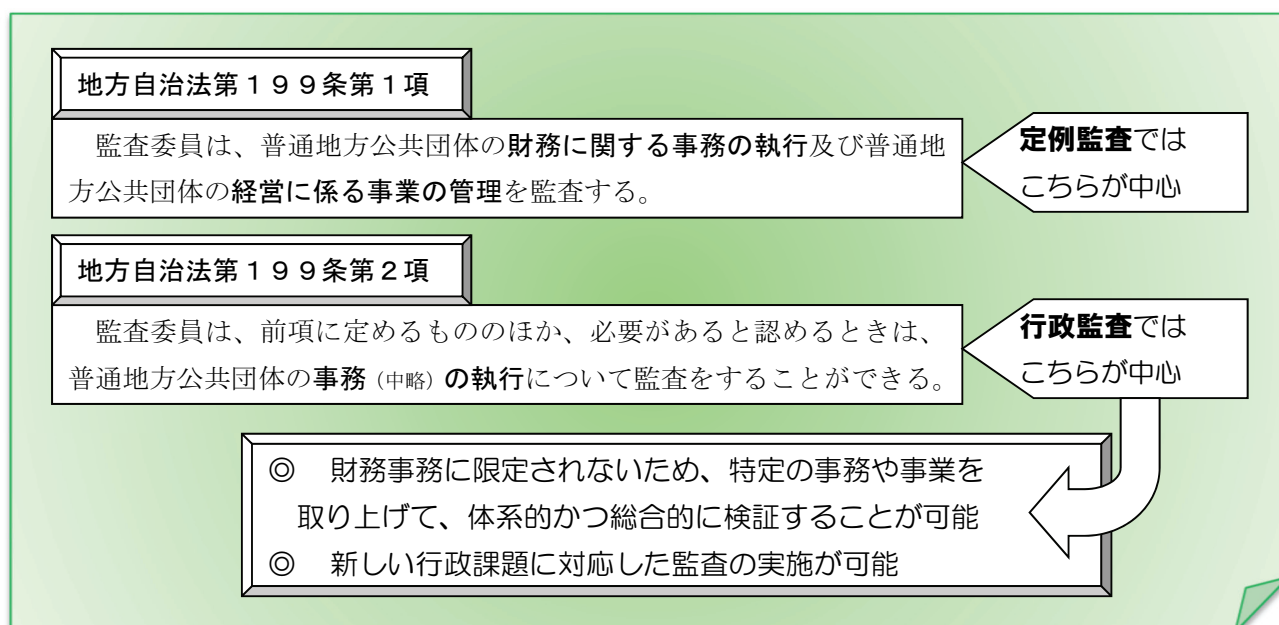 地方自治法第１９９条第１項
監査委員は、普通地方公共団体の財務に関する事務の執行及び普通地
方公共団体の経営に係る事業の管理を監査する。
定例監査では
こちらが中心
地方自治法第１９９条第２項
監査委員は、前項に定めるもののほか、必要があると認めるときは、
普通地方公共団体の事務（中略）の執行について監査をすることができる。
行政監査では
こちらが中心
◎　財務事務に限定されないため、特定の事務や事業を
取り上げて、体系的かつ総合的に検証することが可能
◎　新しい行政課題に対応した監査の実施が可能